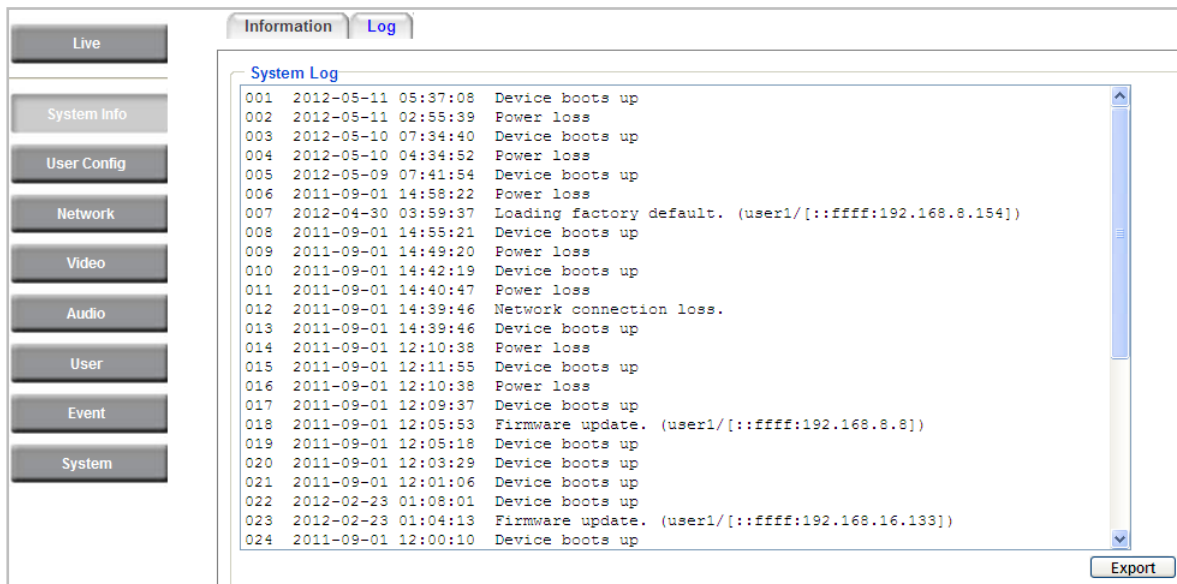 Live
System Info
User Config
Network
Video
Audio
User
Event
System
Information
Log
System Log
001 2012-05-11 05:37:08 Device boots up
002 2012-05-11 02:55:39 Power loss
003 2012-05-10 07:34:40 Device boots up
004 2012-05-10 04:34:52 Power loss
005 2012-05-09 07:41:54 Device boots up
006 2011-09-01 14:58:22 Power loss
007 2012-04-30 03:59:37 Loading factory default. (user1/[::ffff:192.168.8.154])
008 2011-09-01 14:55:21 Device boots up
009 2011-09-01 14:49:20 Power loss
010 2011-09-01 14:42:19 Device boots up
011 2011-09-01 14:40:47 Power loss
012 2011-09-01 14:39:46 Network connection loss.
013 2011-09-01 14:39:46 Device boots up
014 2011-09-01 12:10:38 Power loss
015 2011-09-01 12:11:55 Device boots up
016 2011-09-01 12:10:38 Power loss
017 2011-09-01 12:09:37 Device boots up
018 2011-09-01 12:05:53 Firmware update. (user1/[::ffff:192.168.8.8])
019 2011-09-01 12:05:18 Device boots up
020 2011-09-01 12:03:29 Device boots up
021 2011-09-01 12:01:06 Device boots up
022 2012-02-23 01:08:01 Device boots up
023 2012-02-23 01:04:13 Firmware update. (user1/[::ffff:192.168.16.133])
024 2011-09-01 12:00:10 Device boots up
Export